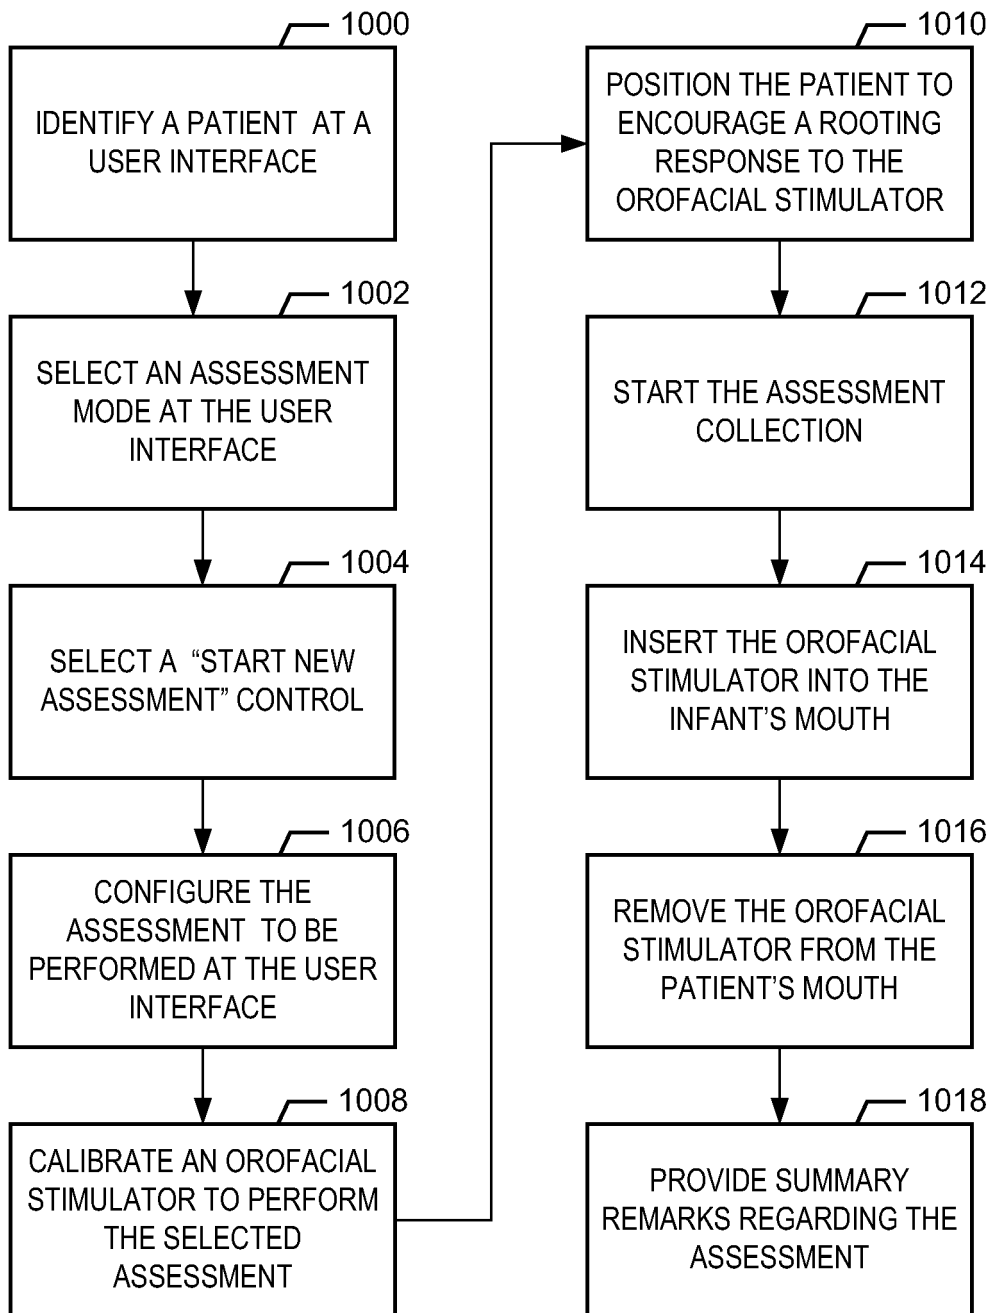 1000
IDENTIFY A PATIENT AT A
USER INTERFACE
1002
SELECT AN ASSESSMENT
MODE AT THE USER
INTERFACE
1004
SELECT A “START NEW
ASSESSMENT” CONTROL
1006
CONFIGURE THE
ASSESSMENT TO BE
PERFORMED AT THE USER
INTERFACE
1008
CALIBRATE AN OROFACIAL
STIMULATOR TO PERFORM
THE SELECTED
ASSESSMENT
1010
POSITION THE PATIENT TO
ENCOURAGE A ROOTING
RESPONSE TO THE
OROFACIAL STIMULATOR
1012
START THE ASSESSMENT
COLLECTION
1014
INSERT THE OROFACIAL
STIMULATOR INTO THE
INFANT’S MOUTH
1016
REMOVE THE OROFACIAL
STIMULATOR FROM THE
PATIENT’S MOUTH
1018
PROVIDE SUMMARY
REMARKS REGARDING THE
ASSESSMENT